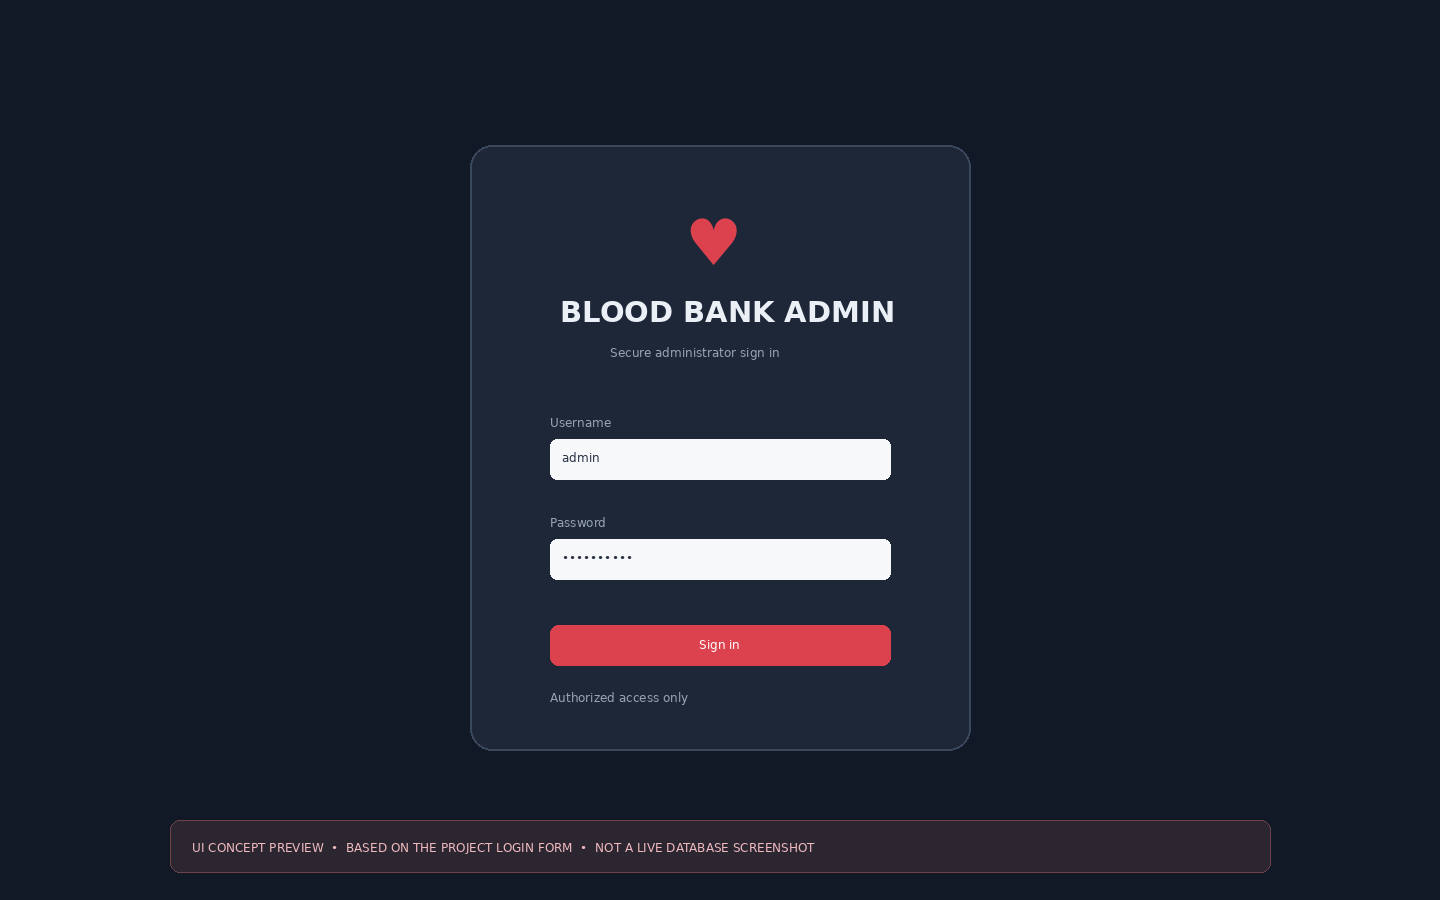 BLOOD BANK ADMIN
Secure administrator sign in
Username
admin
Password
••••••••••
Sign in
Authorized access only
UI CONCEPT PREVIEW • BASED ON THE PROJECT LOGIN FORM • NOT A LIVE DATABASE SCREENSHOT